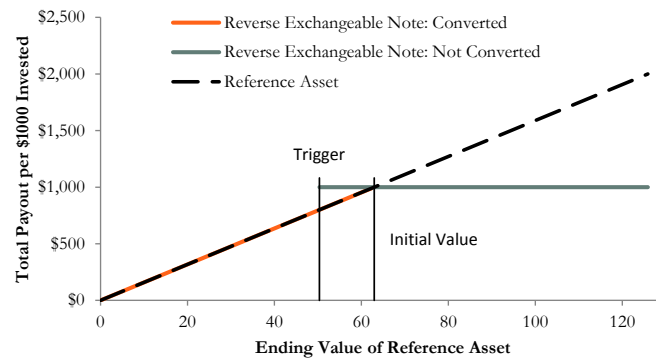 $2,500
$2,000
$1,500
$1,000
$500
$0
Total Payout per $1000 Invested
Reverse Exchangeable Note: Converted
Reverse Exchangeable Note: Not Converted
Reference Asset
Trigger
Initial Value
0 20 40 60 80 100 120
Ending Value of Reference Asset